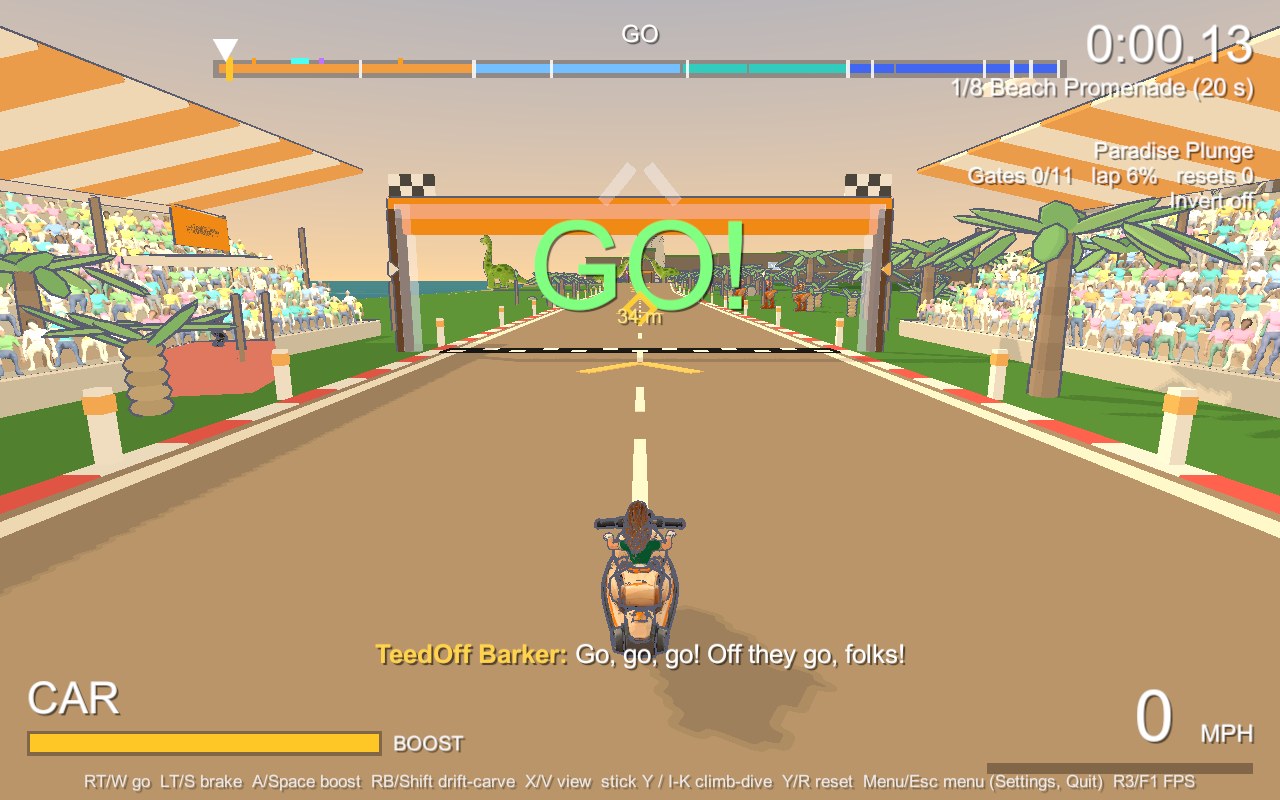 GO
0:00.13
1/8 Beach Promenade (20 s)
Paradise Plunge
Gates 0/11 lap 6% resets 0
Invert off
GO!
34 m
TeedOff Barker: Go, go, go! Off they go, folks!
CAR
BOOST
0 MPH
RT/W go LT/S brake A/Space boost RB/Shift drift-carve X/V view stick Y / I-K climb-dive Y/R reset Menu/Esc menu (Settings, Quit) R3/F1 FPS